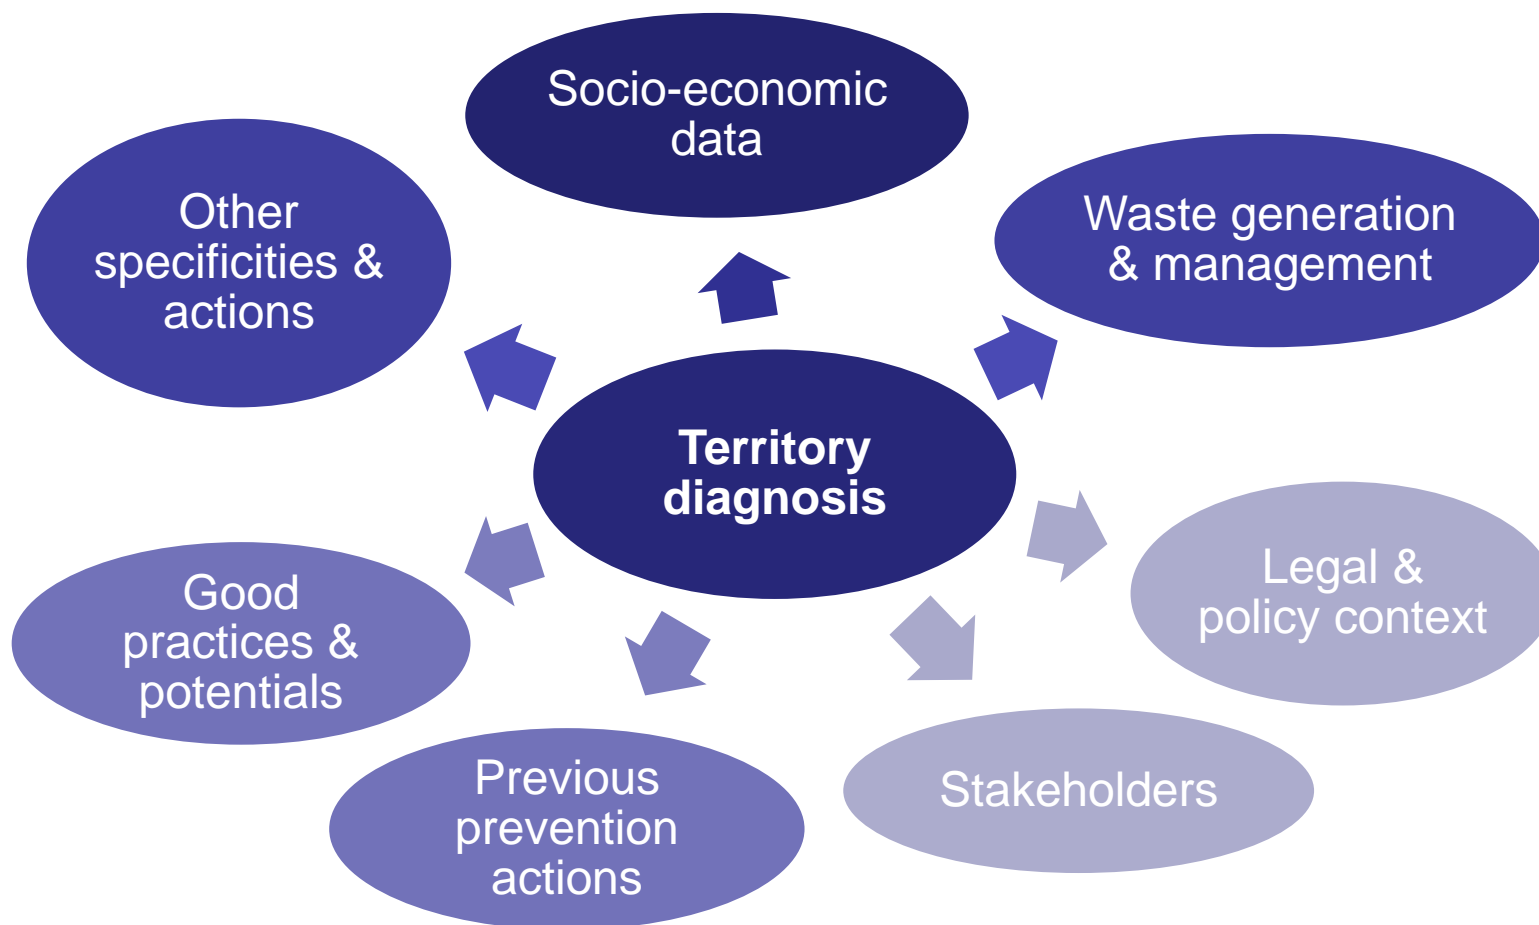 Socio-economic
data
Waste generation
& management
Other
specificities &
actions
Territory
diagnosis
Legal &
policy context
Good
practices &
potentials
Stakeholders
Previous
prevention
actions